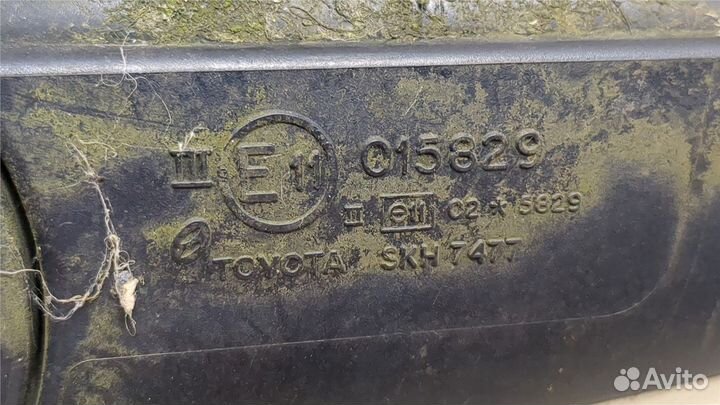 III E 11 015829
II e11 02 * 5829
TOYOTA SKH 7477
Avito